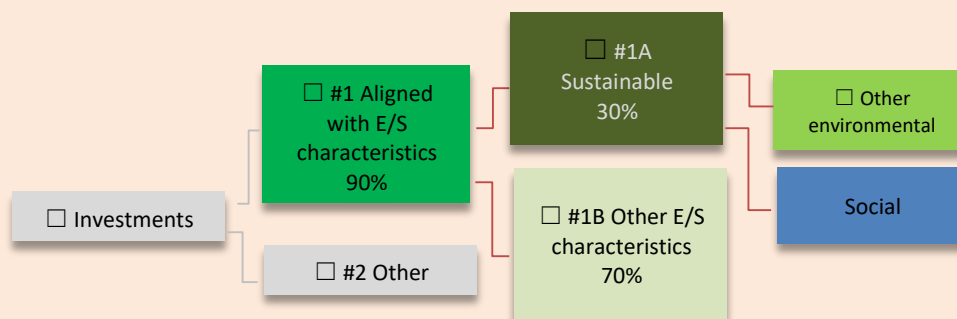 ☐ Investments
☐ #1 Aligned
with E/S
characteristics
90%
☐ #2 Other
☐ #1A
Sustainable
30%
☐ #1B Other E/S
characteristics
70%
☐ Other
environmental
Social